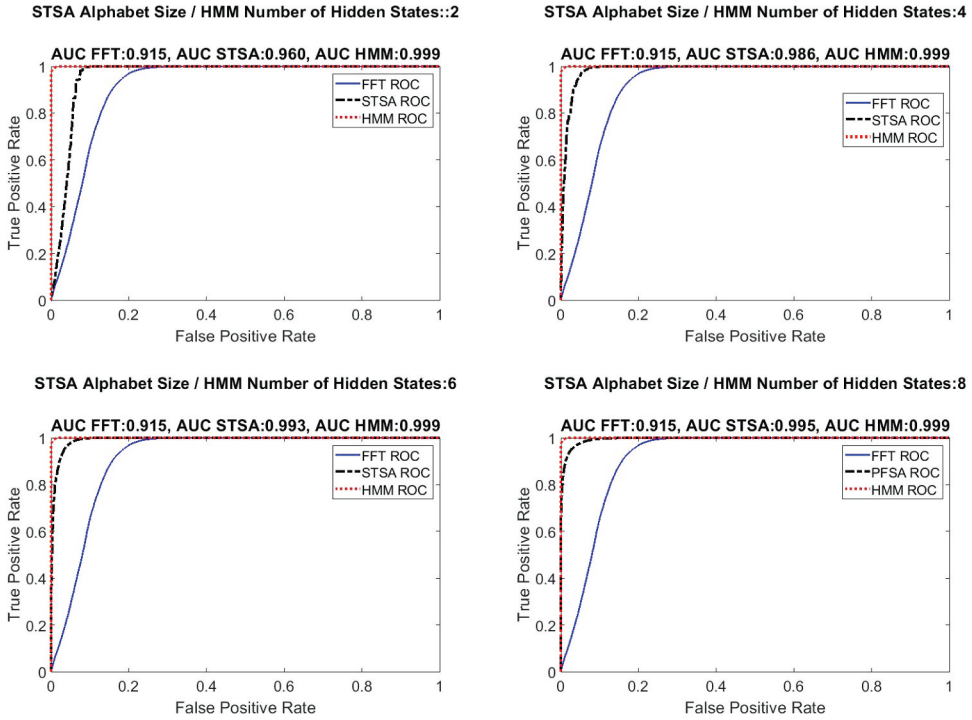 STSA Alphabet Size / HMM Number of Hidden States::2
AUC FFT:0.915, AUC STSA:0.960, AUC HMM:0.999
1
0.8
0.6
0.4
0.2
0
True Positive Rate
FFT ROC
STSA ROC
HMM ROC
0 0.2 0.4 0.6 0.8 1
False Positive Rate
STSA Alphabet Size / HMM Number of Hidden States:4
AUC FFT:0.915, AUC STSA:0.986, AUC HMM:0.999
1
0.8
0.6
0.4
0.2
0
True Positive Rate
FFT ROC
STSA ROC
HMM ROC
0 0.2 0.4 0.6 0.8 1
False Positive Rate
STSA Alphabet Size / HMM Number of Hidden States:6
AUC FFT:0.915, AUC STSA:0.993, AUC HMM:0.999
1
0.8
0.6
0.4
0.2
0
True Positive Rate
FFT ROC
STSA ROC
HMM ROC
0 0.2 0.4 0.6 0.8 1
False Positive Rate
STSA Alphabet Size / HMM Number of Hidden States:8
AUC FFT:0.915, AUC STSA:0.995, AUC HMM:0.999
1
0.8
0.6
0.4
0.2
0
True Positive Rate
FFT ROC
PFSA ROC
HMM ROC
0 0.2 0.4 0.6 0.8 1
False Positive Rate